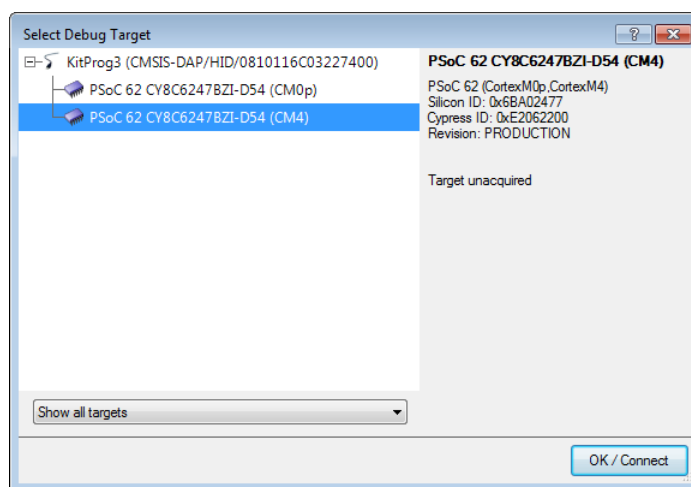 Select Debug Target
KitProg3 (CMSIS-DAP/HID/0810116C03227400)
PSoC 62 CY8C6247BZI-D54 (CM0p)
PSoC 62 CY8C6247BZI-D54 (CM4)
PSoC 62 CY8C6247BZI-D54 (CM4)
PSoC 62 (CortexM0p,CortexM4)
Silicon ID: 0x6BA02477
Cypress ID: 0xE2062200
Revision: PRODUCTION
Target unacquired
Show all targets
OK / Connect